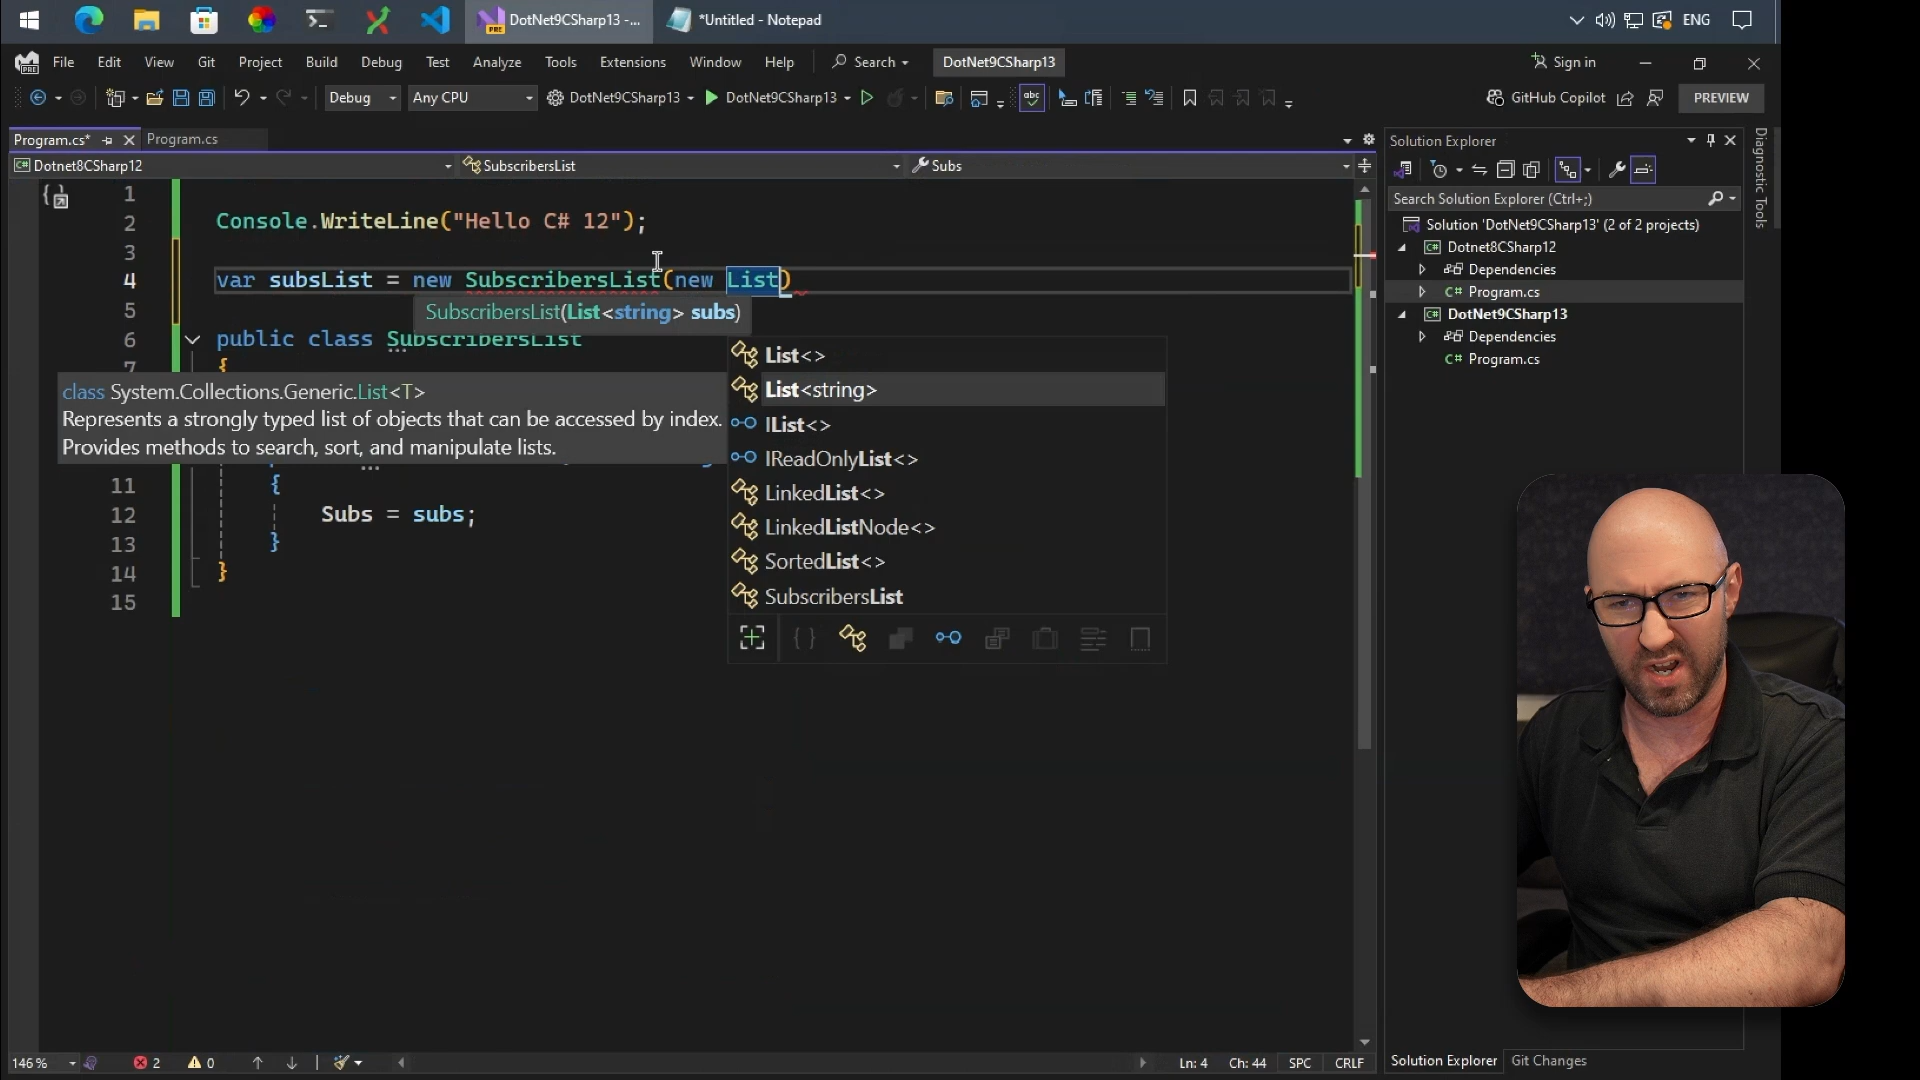 DotNet9CSharp13 -...
*Untitled - Notepad
ENG
File Edit View Git Project Build Debug Test Analyze Tools Extensions Window Help Search DotNet9CSharp13 Sign in
Debug Any CPU DotNet9CSharp13 DotNet9CSharp13 GitHub Copilot PREVIEW
Program.cs* Program.cs
Dotnet8CSharp12 SubscribersList Subs
1
2 Console.WriteLine("Hello C# 12");
3
4 var subsList = new SubscribersList(new List)
5 SubscribersList(List<string> subs)
6 public class SubscribersList
7 {
class System.Collections.Generic.List<T>
Represents a strongly typed list of objects that can be accessed by index.
Provides methods to search, sort, and manipulate lists.
11 {
12 Subs = subs;
13 }
14 }
15
List<>
List<string>
IList<>
IReadOnlyList<>
LinkedList<>
LinkedListNode<>
SortedList<>
SubscribersList
Solution Explorer
Search Solution Explorer (Ctrl+;)
Solution 'DotNet9CSharp13' (2 of 2 projects)
Dotnet8CSharp12
Dependencies
C# Program.cs
DotNet9CSharp13
Dependencies
C# Program.cs
Diagnostic Tools
146 % 2 0 Ln: 4 Ch: 44 SPC CRLF
Solution Explorer Git Changes